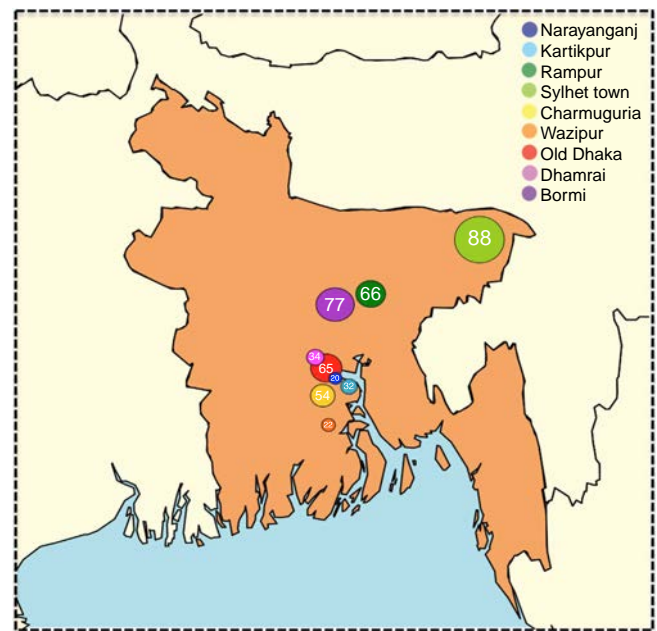 Narayanganj
Kartikpur
Rampur
Sylhet town
Charmuguria
Wazipur
Old Dhaka
Dhamrai
Bormi
88
66
77
34
65
20
32
54
22